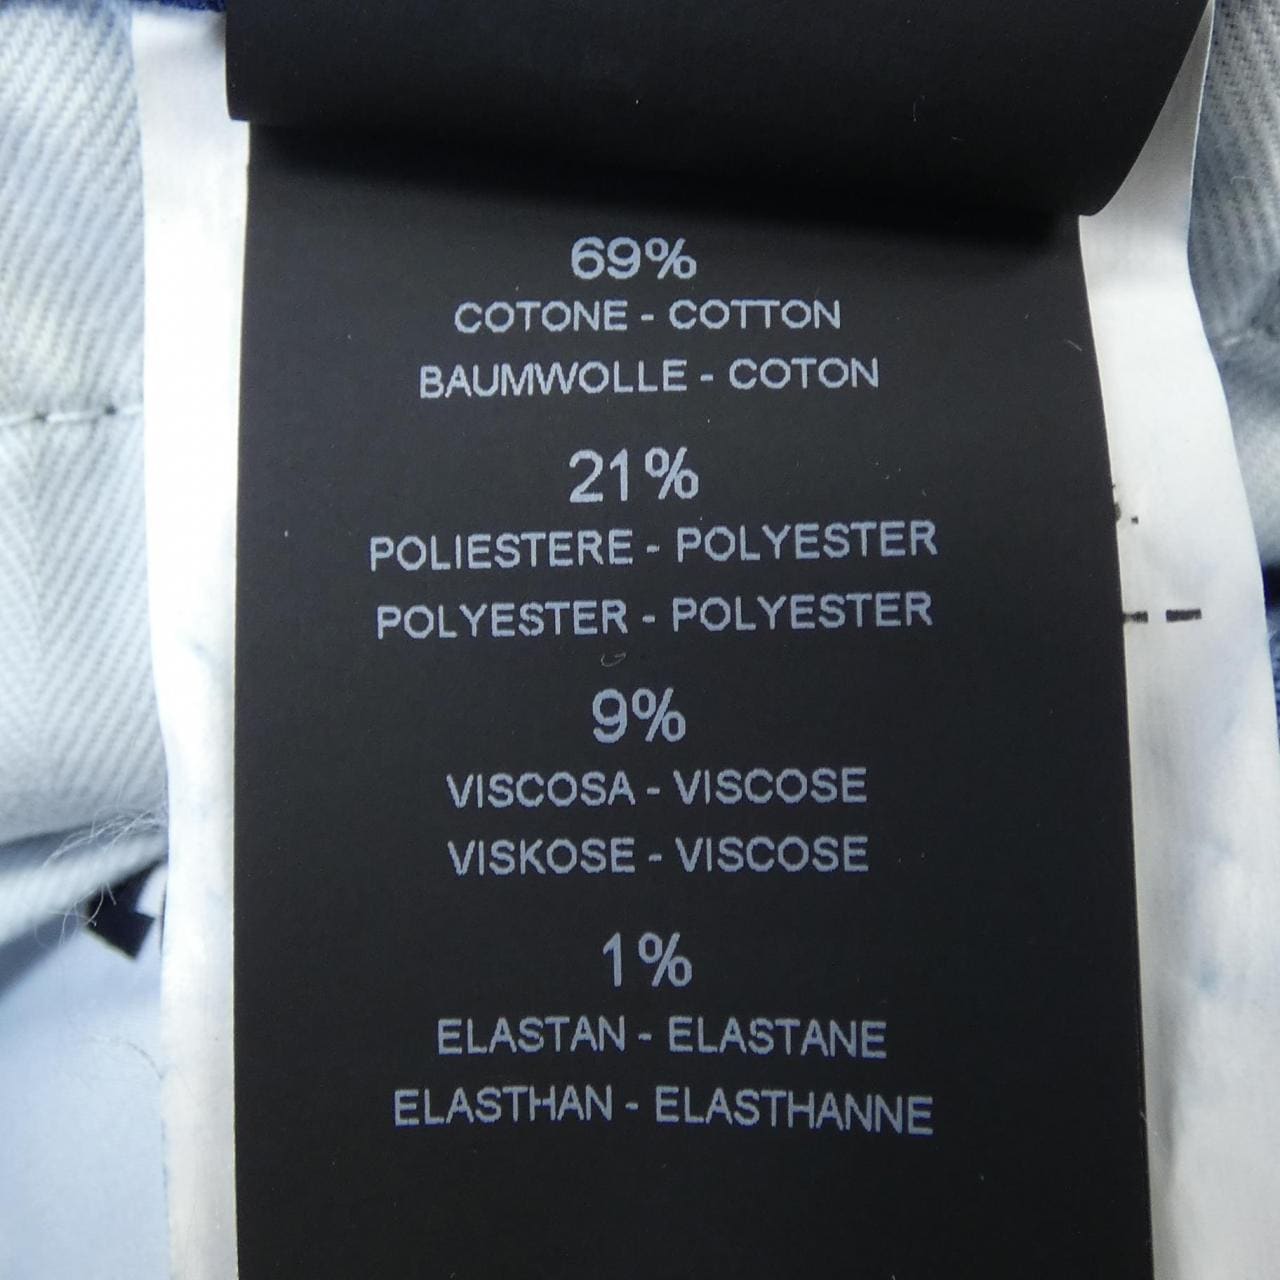 69%
COTONE - COTTON
BAUMWOLLE - COTON
21%
POLIESTERE - POLYESTER
POLYESTER - POLYESTER
9%
VISCOSA - VISCOSE
VISKOSE - VISCOSE
1%
ELASTAN - ELASTANE
ELASTHAN - ELASTHANNE